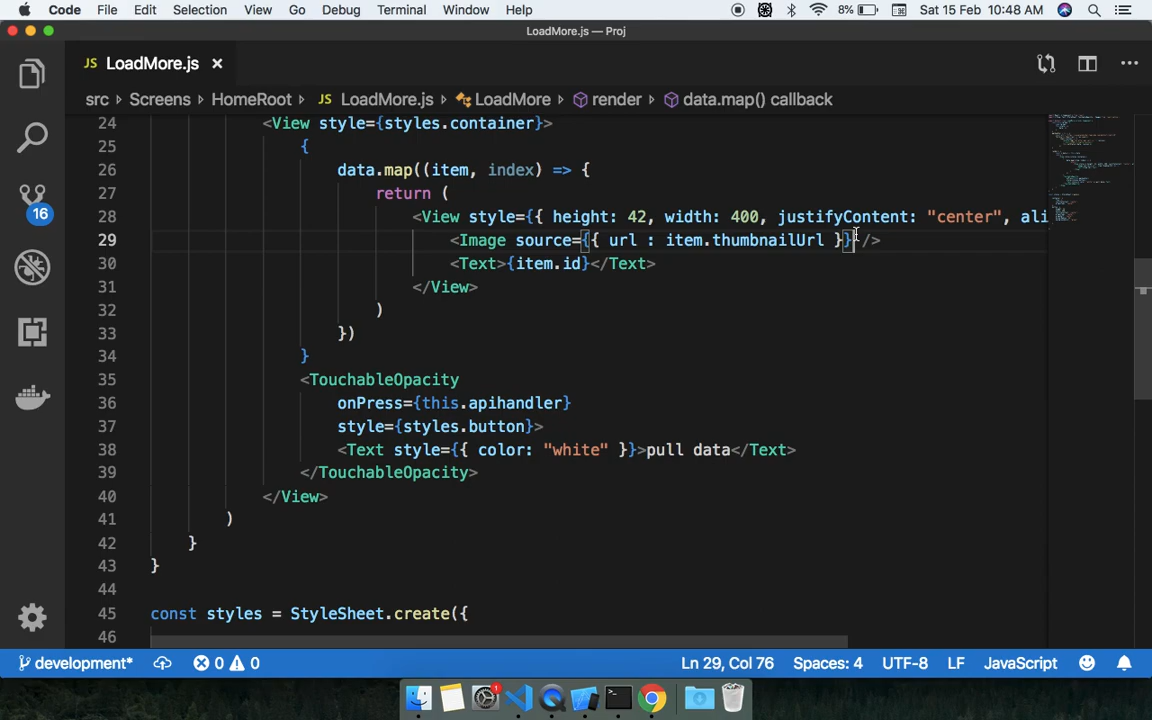 Code File Edit Selection View Go Debug Terminal Window Help 8% Sat 15 Feb 10:48 AM
LoadMore.js — Proj
JS LoadMore.js ×
src › Screens › HomeRoot › JS LoadMore.js › LoadMore › render › data.map() callback
24 <View style={styles.container}>
25 {
26 data.map((item, index) => {
27 return (
28 <View style={{ height: 42, width: 400, justifyContent: "center", ali
29 <Image source={{ url : item.thumbnailUrl }} />
30 <Text>{item.id}</Text>
31 </View>
32 )
33 })
34 }
35 <TouchableOpacity
36 onPress={this.apihandler}
37 style={styles.button}>
38 <Text style={{ color: "white" }}>pull data</Text>
39 </TouchableOpacity>
40 </View>
41 )
42 }
43 }
44
45 const styles = StyleSheet.create({
46
16
development* 0 0 Ln 29, Col 76 Spaces: 4 UTF-8 LF JavaScript
1